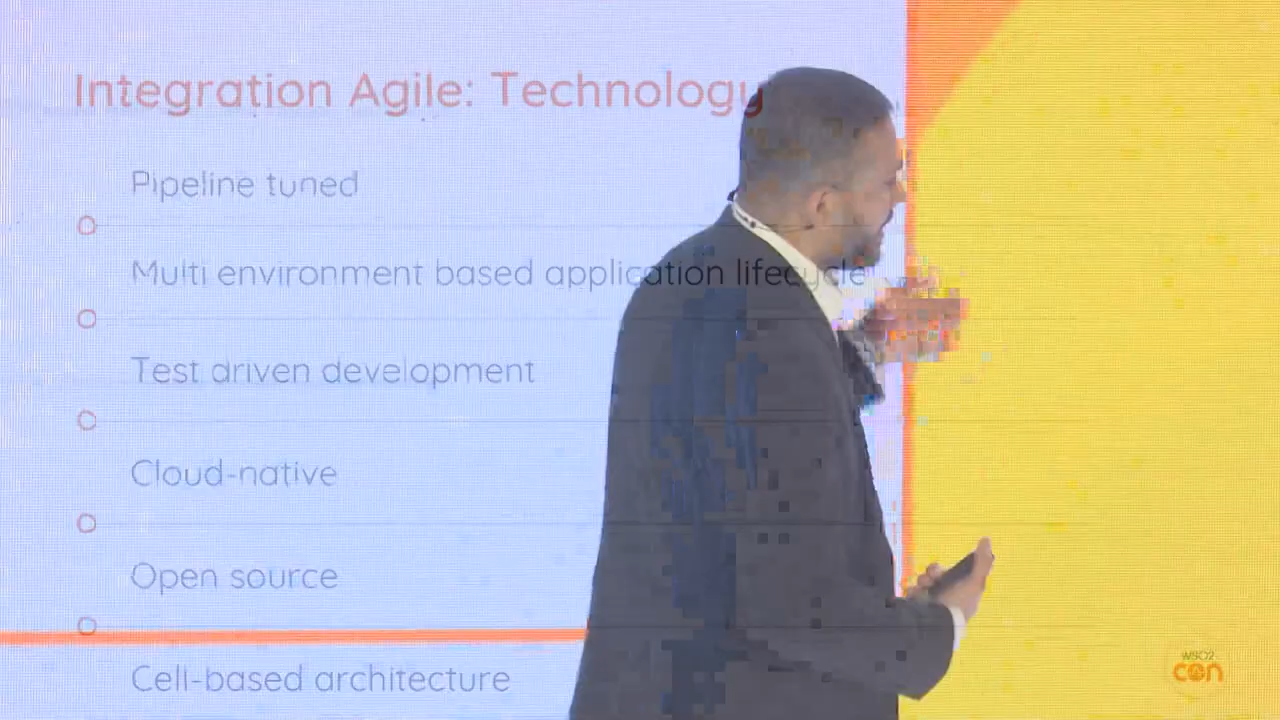 Integration Agile: Technology
Pipeline tuned
Multi environment based application lifecycle
Test driven development
Cloud-native
Open source
Cell-based architecture
WSO2
con